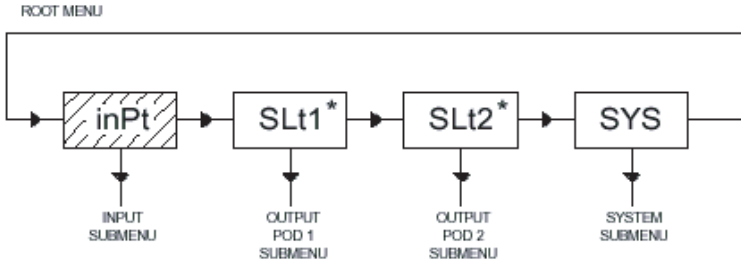 ROOT MENU
inPt
SLt1*
SLt2*
SYS
INPUT
SUBMENU
OUTPUT
POD 1
SUBMENU
OUTPUT
POD 2
SUBMENU
SYSTEM
SUBMENU